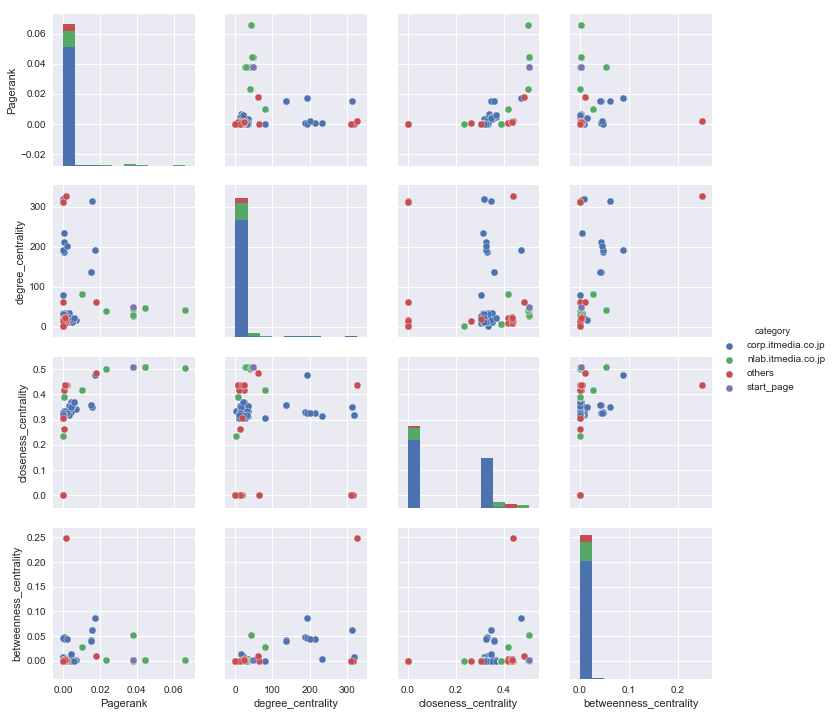 0.06
0.04
0.02
0.00
−0.02
Pagerank
300
200
100
0
degree_centrality
0.5
0.4
0.3
0.2
0.1
0.0
closeness_centrality
0.25
0.20
0.15
0.10
0.05
0.00
betweenness_centrality
0.00 0.02 0.04 0.06
Pagerank
0 100 200 300
degree_centrality
0.0 0.2 0.4
closeness_centrality
0.0 0.1 0.2
betweenness_centrality
category
corp.itmedia.co.jp
nlab.itmedia.co.jp
others
start_page